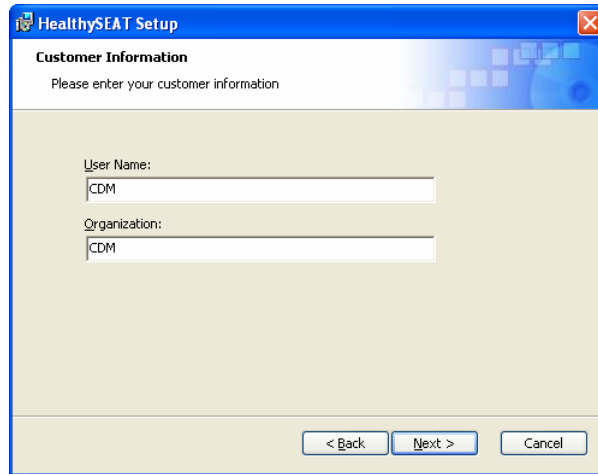 HealthySEAT Setup
Customer Information
Please enter your customer information
User Name:
CDM
Organization:
CDM
< Back Next > Cancel